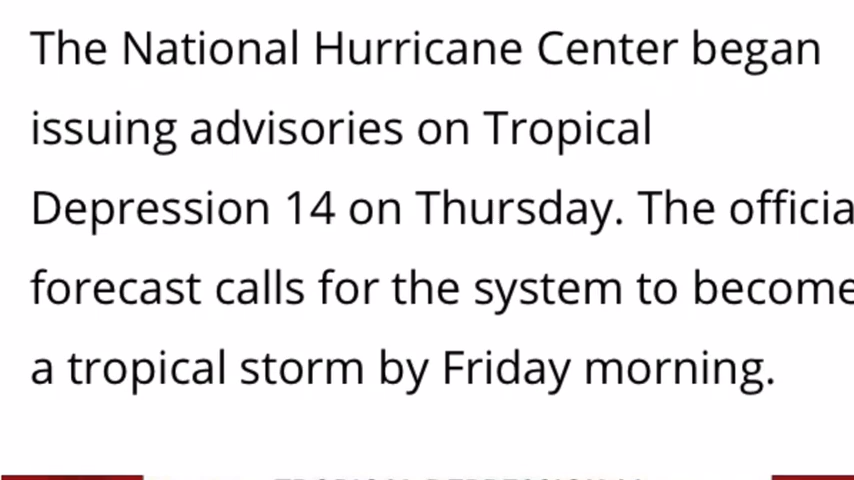 The National Hurricane Center began
issuing advisories on Tropical
Depression 14 on Thursday. The officia
forecast calls for the system to become
a tropical storm by Friday morning.